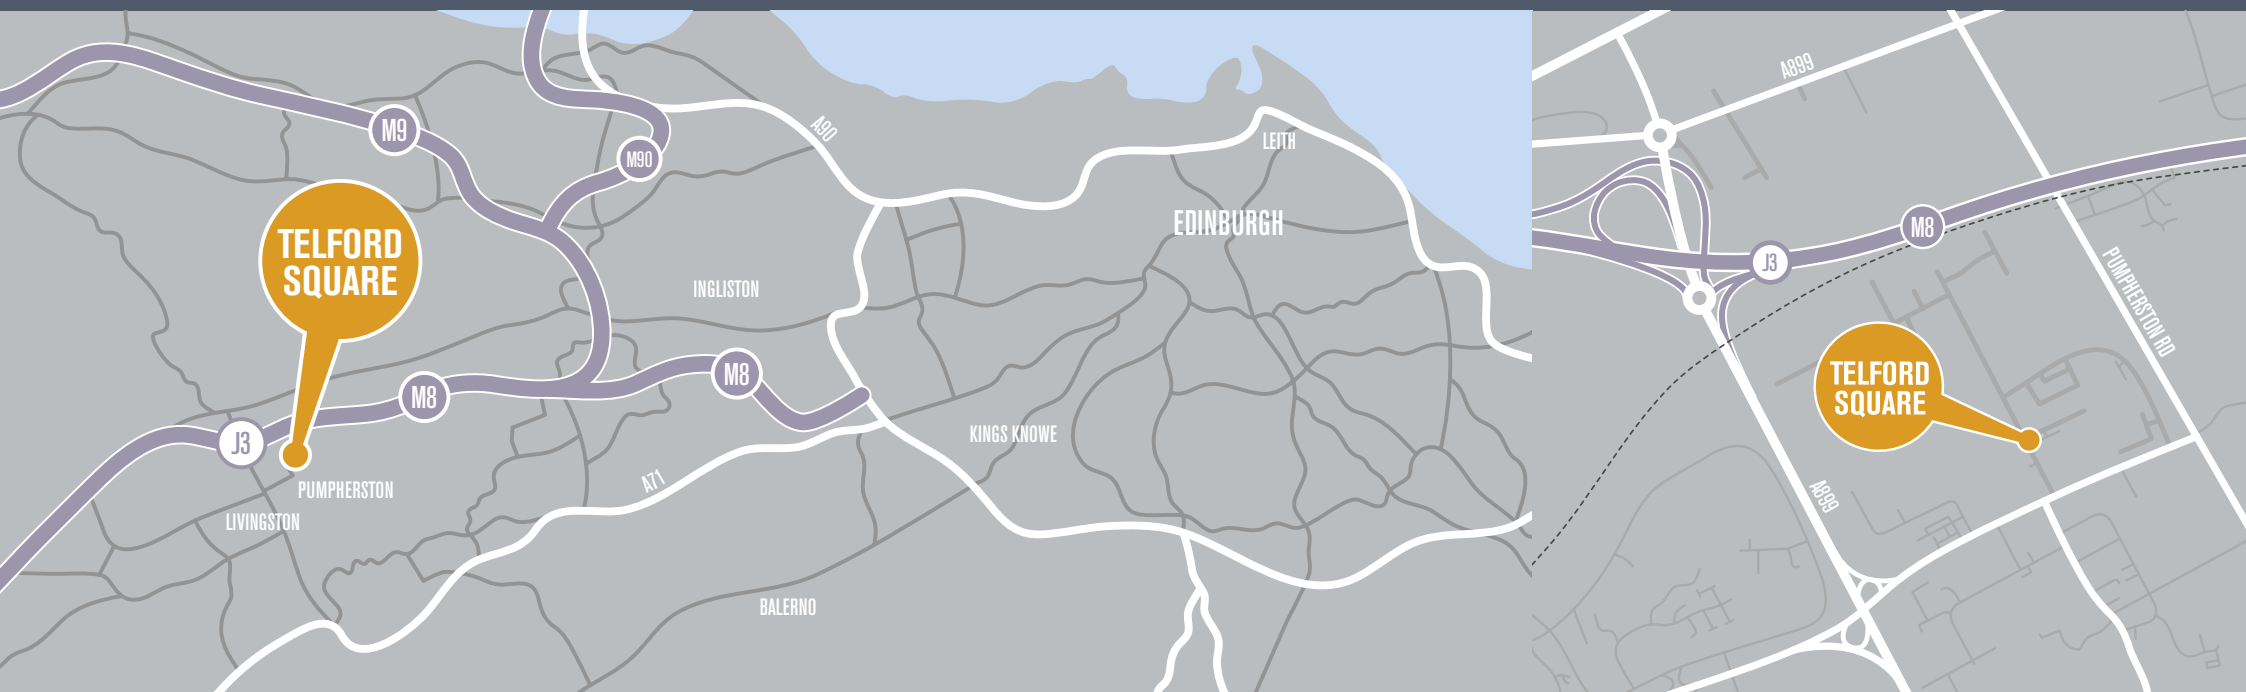 M9
M90
A90
LEITH
EDINBURGH
TELFORD
SQUARE
INGLISTON
M8
M8
J3
KINGS KNOWE
A71
PUMPHERSTON
LIVINGSTON
BALERNO
A899
M8
J3
PUMPHERSTON RD
TELFORD
SQUARE
A899